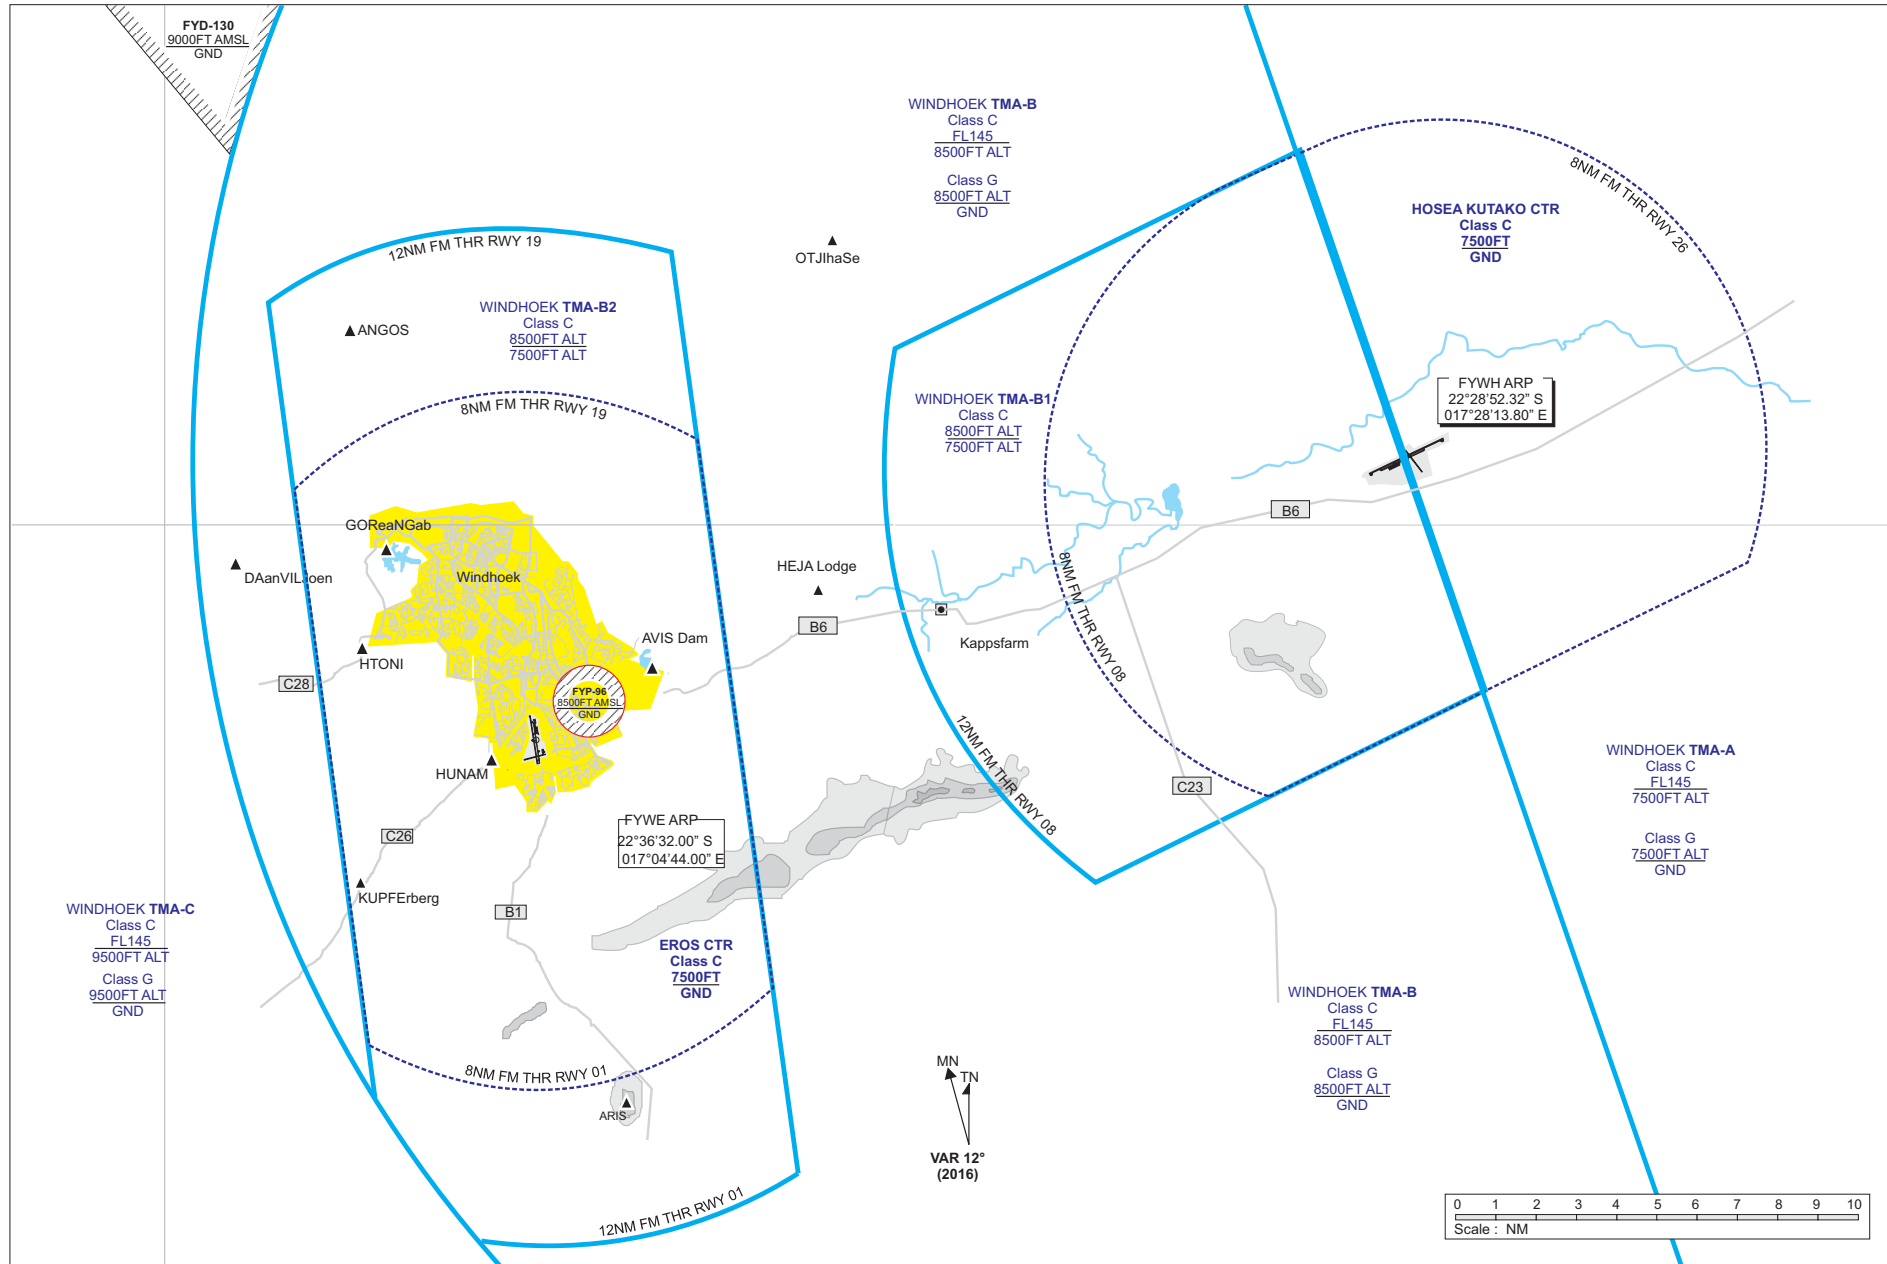 FYD-130
9000FT AMSL
GND
WINDHOEK TMA-B
Class C
FL145
8500FT ALT
Class G
8500FT ALT
GND
8NM FM THR RWY 26
HOSEA KUTAKO CTR
Class C
7500FT
GND
12NM FM THR RWY 19
OTJIhaSe
WINDHOEK TMA-B2
Class C
8500FT ALT
7500FT ALT
ANGOS
8NM FM THR RWY 19
WINDHOEK TMA-B1
Class C
8500FT ALT
7500FT ALT
FYWH ARP
22°28'52.32" S
017°28'13.80" E
B6
GOReaNGab
Windhoek
DAanVILJoen
HEJA Lodge
8NM FM THR RWY 08
B6
Kappsfarm
AVIS Dam
HTONI
C28
FYP-96
8500FT AMSL
GND
HUNAM
12NM FM THR RWY 08
C23
WINDHOEK TMA-A
Class C
FL145
7500FT ALT
Class G
7500FT ALT
GND
C26
FYWE ARP
22°36'32.00" S
017°04'44.00" E
KUPFErberg
B1
WINDHOEK TMA-C
Class C
FL145
9500FT ALT
Class G
9500FT ALT
GND
EROS CTR
Class C
7500FT
GND
WINDHOEK TMA-B
Class C
FL145
8500FT ALT
Class G
8500FT ALT
GND
8NM FM THR RWY 01
ARIS
MN
TN
VAR 12°
(2016)
12NM FM THR RWY 01
0 1 2 3 4 5 6 7 8 9 10
Scale : NM